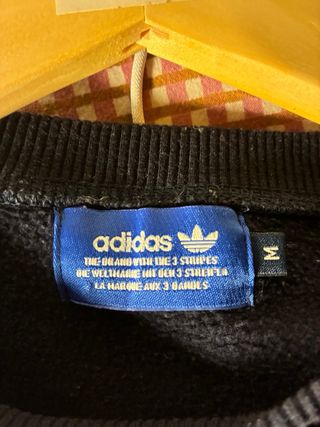 adidas
THE BRAND WITH THE 3 STRIPES
DIE WELTMARKE MIT DEN 3 STREIFEN
LA MARQUE AUX 3 BANDES
M